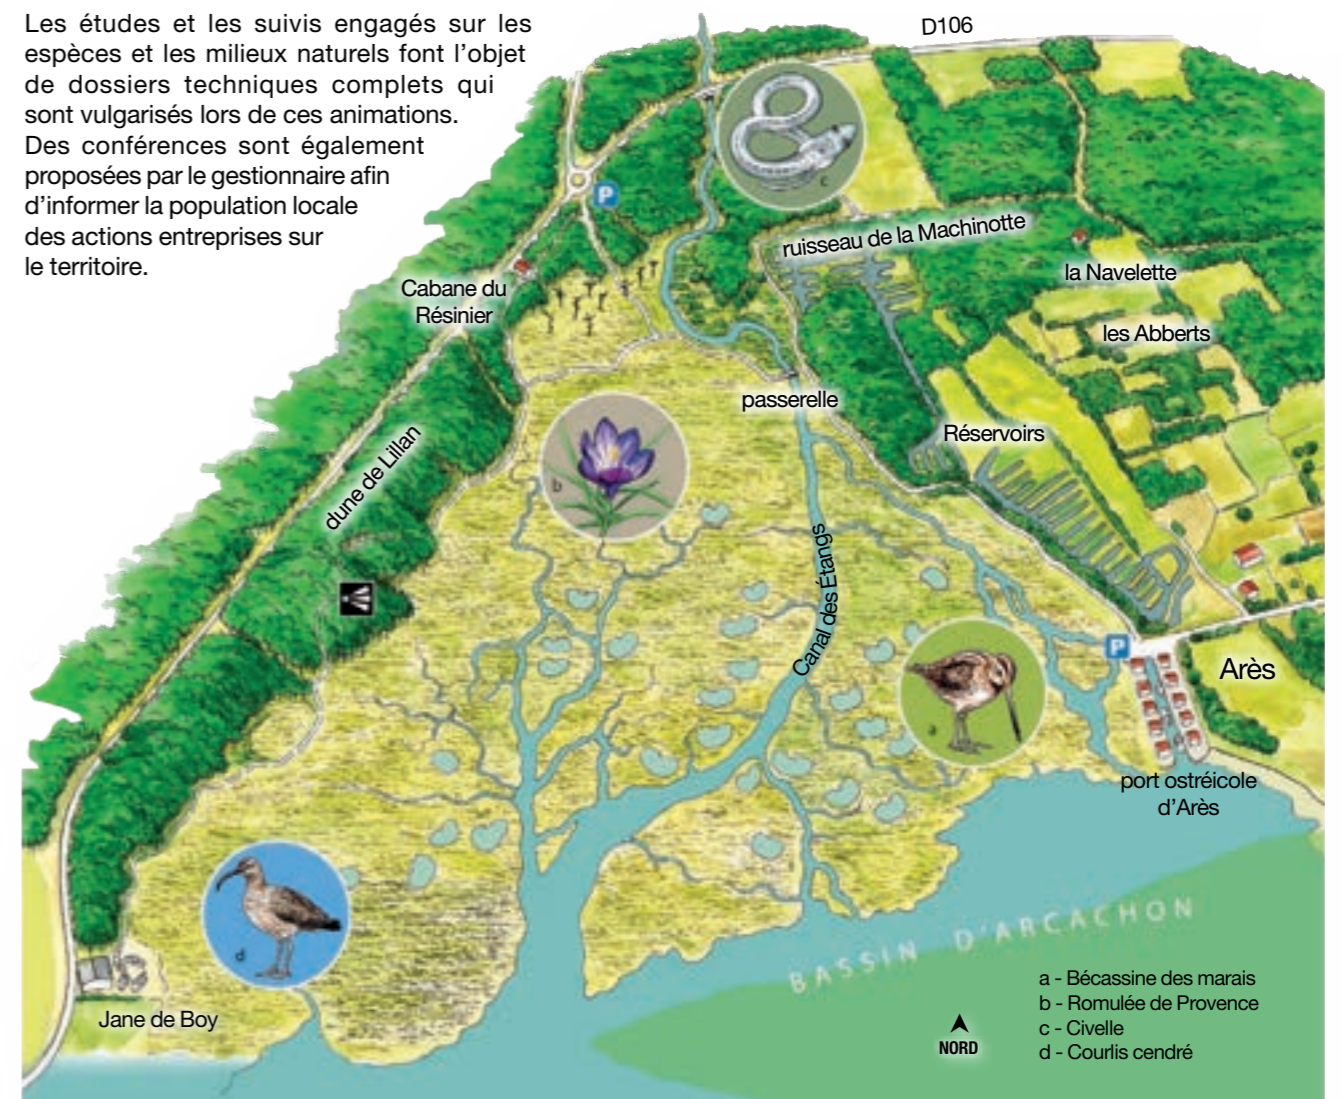 Les études et les suivis engagés sur les
espèces et les milieux naturels font l’objet
de dossiers techniques complets qui
sont vulgarisés lors de ces animations.
Des conférences sont également
proposées par le gestionnaire afin
d’informer la population locale
des actions entreprises sur
le territoire.
D106
c
P
ruisseau de la Machinotte
la Navelette
Cabane du
Résinier
les Abberts
passerelle
Réservoirs
dune de Lillan
b
Canal des Étangs
P
Arès
a
port ostréicole
d’Arès
d
BASSIN D’ARCACHON
Jane de Boy
NORD
a - Bécassine des marais
b - Romulée de Provence
c - Civelle
d - Courlis cendré